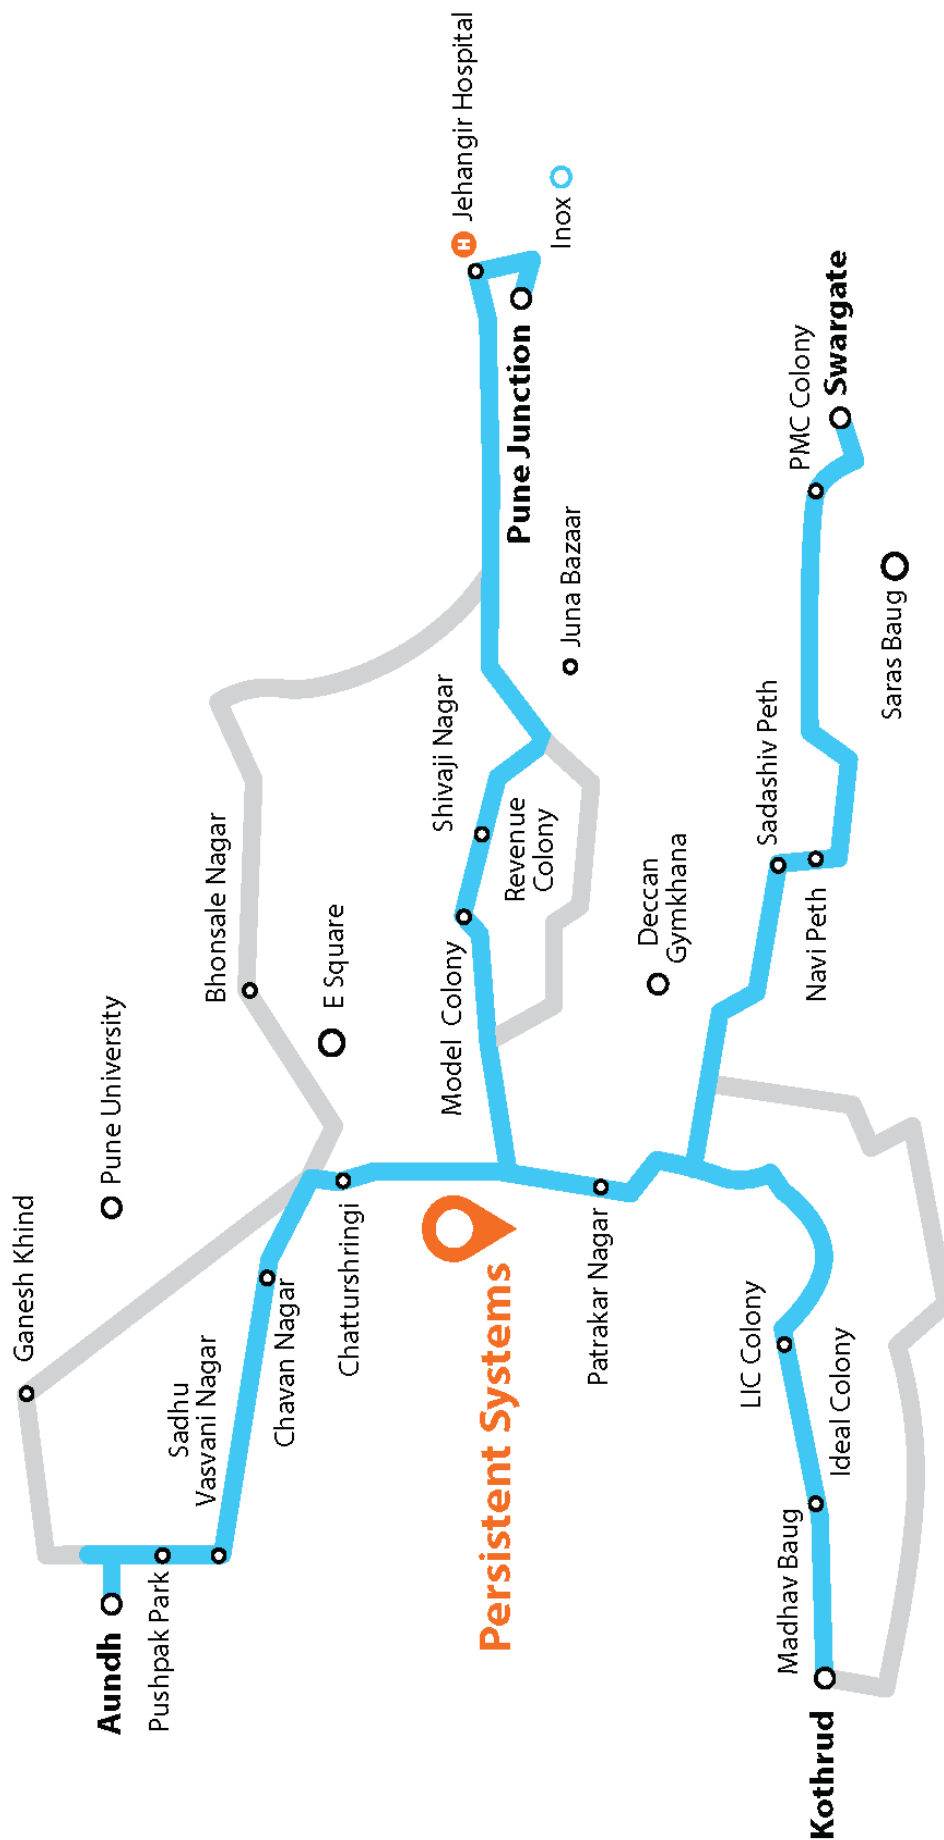 Ganesh Khind
Pune University
Aundh
Pushpak Park
Sadhu
Vasvani Nagar
Bhonsale Nagar
Chavan Nagar
E Square
Chatturshringi
Jehangir Hospital
H
Shivaji Nagar
Model Colony
Revenue
Colony
Persistent Systems
Pune Junction
Inox
Juna Bazaar
Patrakar Nagar
Deccan
Gymkhana
LIC Colony
Sadashiv Peth
PMC Colony
Madhav Baug
Navi Peth
Kothrud
Ideal Colony
Swargate
Saras Baug